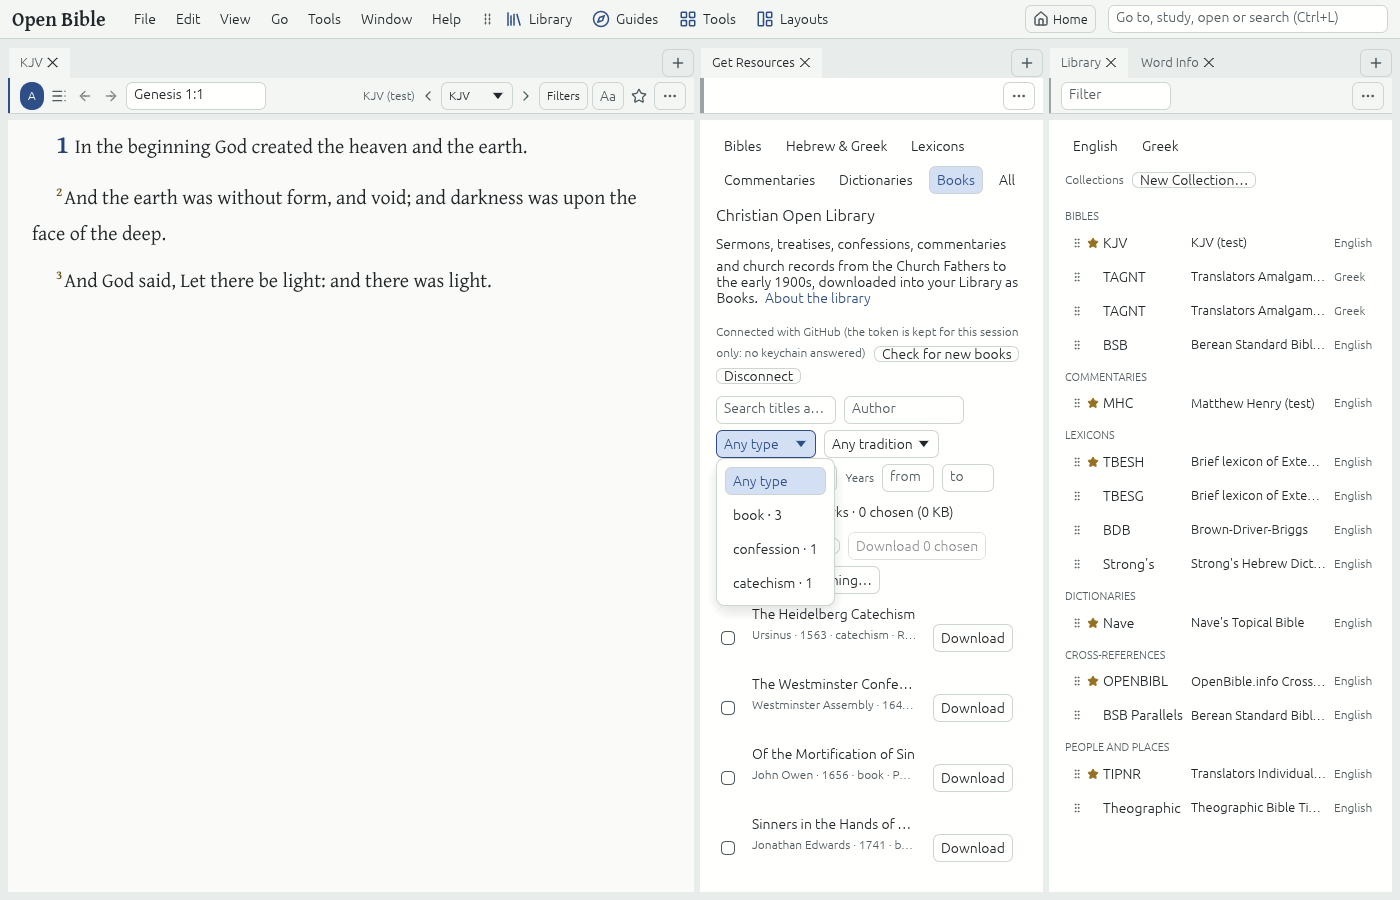 Open Bible File Edit View Go Tools Window Help Library Guides Tools Layouts Home Go to, study, open or search (Ctrl+L)
KJV
A Genesis 1:1 KJV (test) KJV Filters Aa
1 In the beginning God created the heaven and the earth.
2 And the earth was without form, and void; and darkness was upon the
face of the deep.
3 And God said, Let there be light: and there was light.
Get Resources
Bibles Hebrew & Greek Lexicons
Commentaries Dictionaries Books All
Christian Open Library
Sermons, treatises, confessions, commentaries
and church records from the Church Fathers to
the early 1900s, downloaded into your Library as
Books. About the library
Connected with GitHub (the token is kept for this session
only: no keychain answered) Check for new books
Disconnect
Search titles a… Author
Any type Any tradition
Any type
book · 3
confession · 1
catechism · 1
Years from to
rks · 0 chosen (0 KB)
Download 0 chosen
ning…
The Heidelberg Catechism
Ursinus · 1563 · catechism · R… Download
The Westminster Confe…
Westminster Assembly · 164… Download
Of the Mortification of Sin
John Owen · 1656 · book · P… Download
Sinners in the Hands of …
Jonathan Edwards · 1741 · b… Download
Library Word Info
Filter
English Greek
Collections New Collection…
BIBLES
KJV KJV (test) English
TAGNT Translators Amalgam… Greek
TAGNT Translators Amalgam… Greek
BSB Berean Standard Bibl… English
COMMENTARIES
MHC Matthew Henry (test) English
LEXICONS
TBESH Brief lexicon of Exte… English
TBESG Brief lexicon of Exte… English
BDB Brown-Driver-Briggs English
Strong's Strong's Hebrew Dict… English
DICTIONARIES
Nave Nave's Topical Bible English
CROSS-REFERENCES
OPENBIBL OpenBible.info Cross… English
BSB Parallels Berean Standard Bibl… English
PEOPLE AND PLACES
TIPNR Translators Individual… English
Theographic Theographic Bible Ti… English